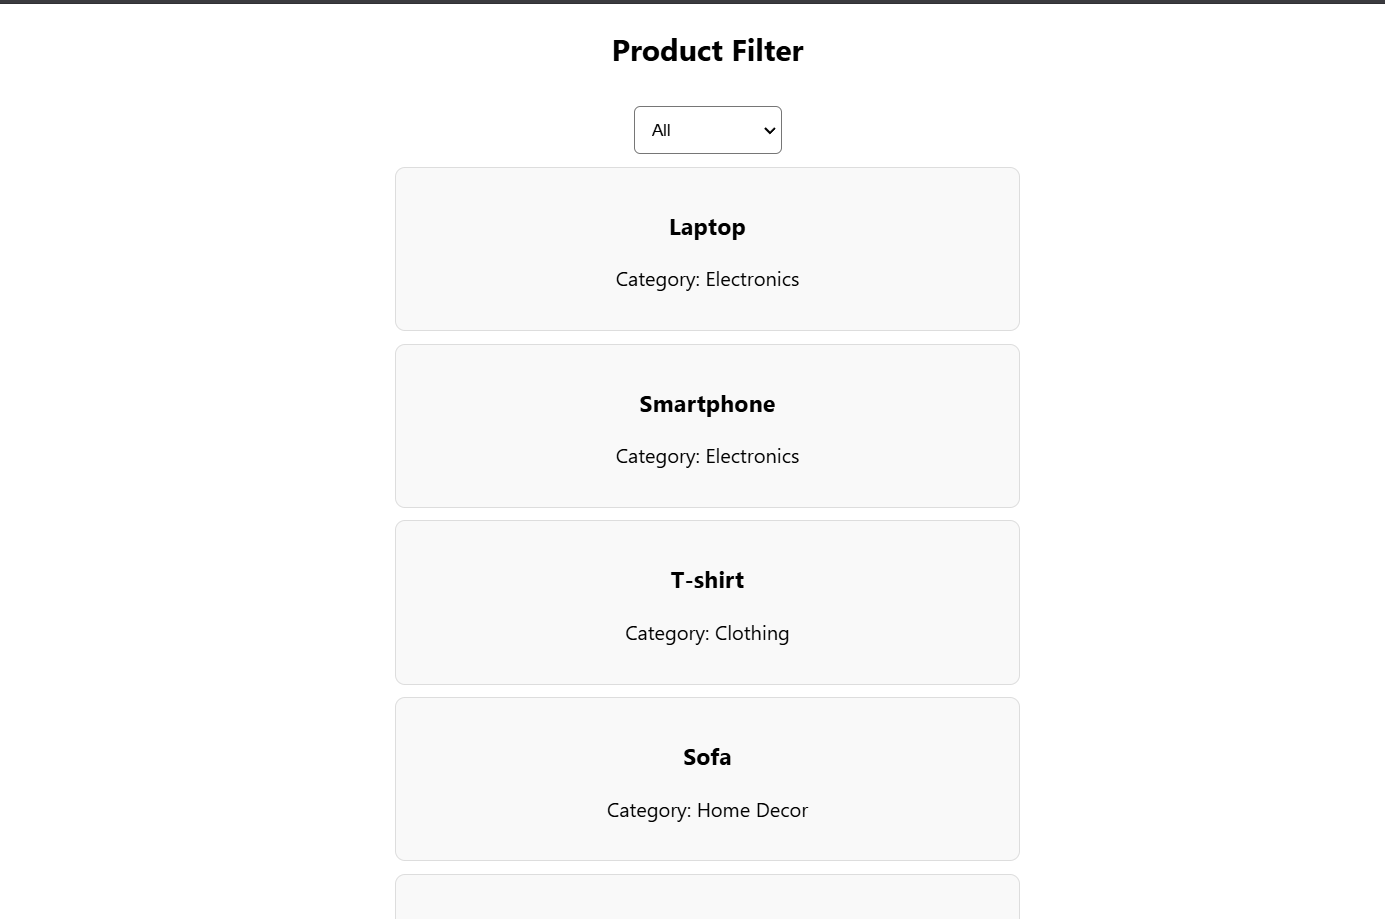 Product Filter
All
Laptop
Category: Electronics
Smartphone
Category: Electronics
T-shirt
Category: Clothing
Sofa
Category: Home Decor